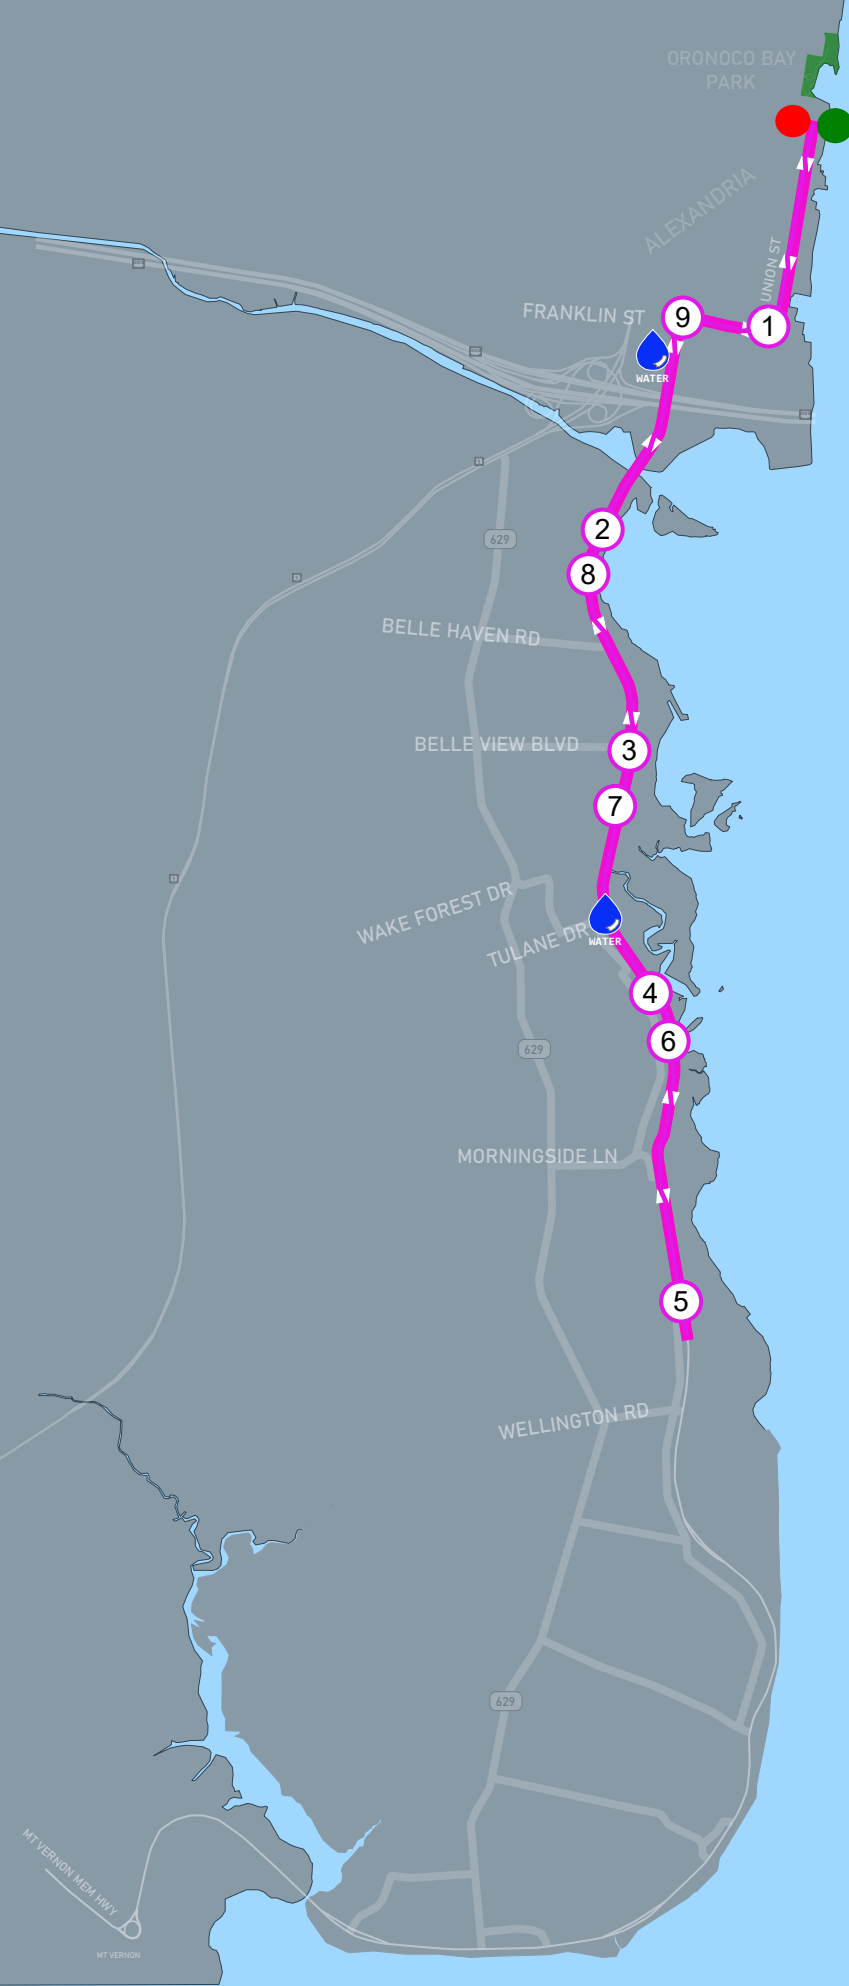 ORONOCO BAY
PARK
ALEXANDRIA
UNION ST
FRANKLIN ST
9
1
WATER
629
2
8
BELLE HAVEN RD
BELLE VIEW BLVD
3
7
WAKE FOREST DR
TULANE DR
WATER
4
6
629
MORNINGSIDE LN
5
WELLINGTON RD
629
MT VERNON MEM HWY
MT VERNON